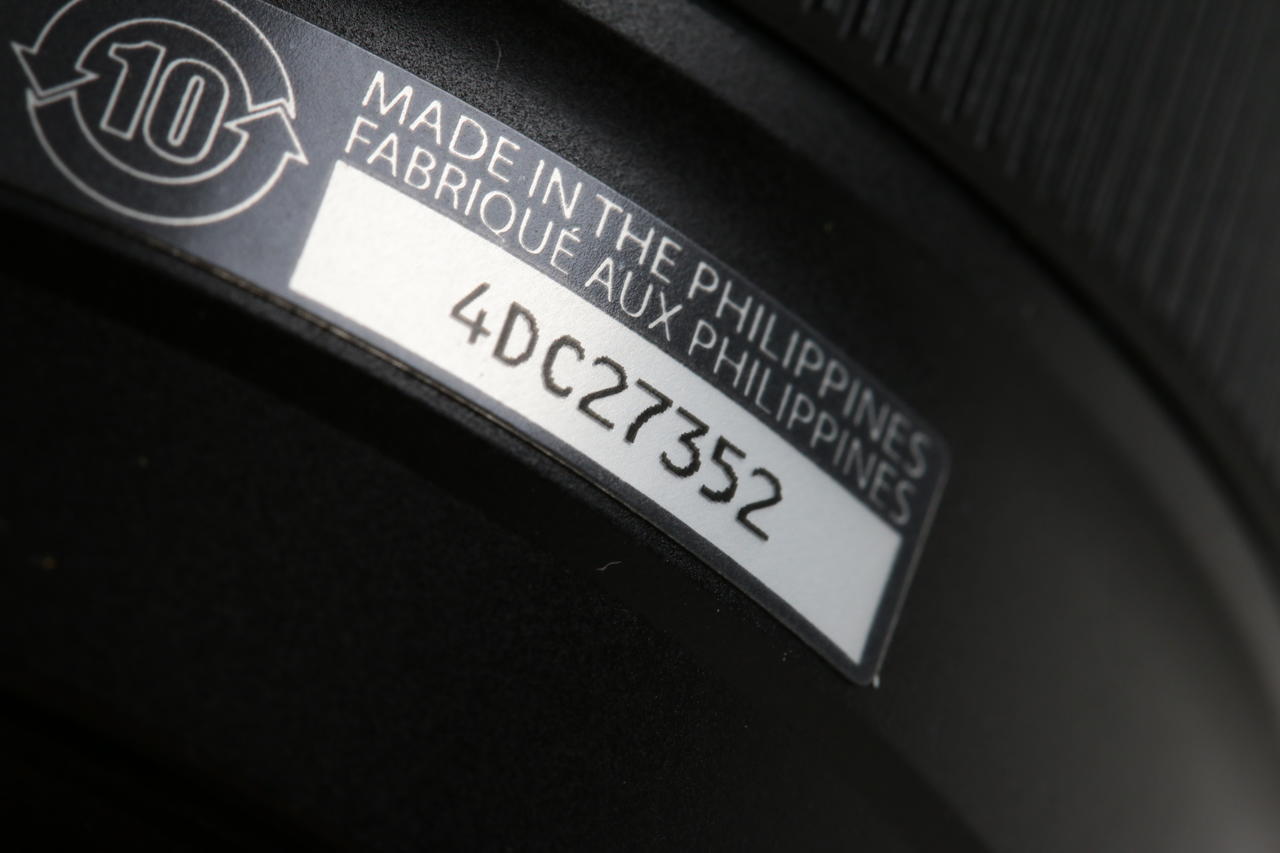 10
MADE IN THE PHILIPPINES
FABRIQUÉ AUX PHILIPPINES
4DC27352